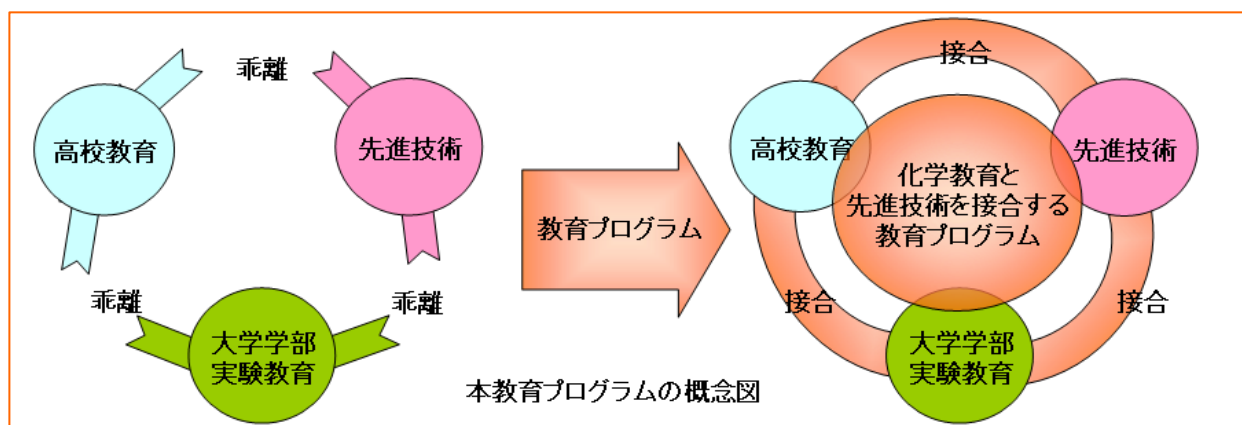 乖離
高校教育
先進技術
乖離
乖離
大学学部
実験教育
教育プログラム
接合
高校教育
先進技術
化学教育と
先進技術を接合する
教育プログラム
接合
接合
大学学部
実験教育
本教育プログラムの概念図